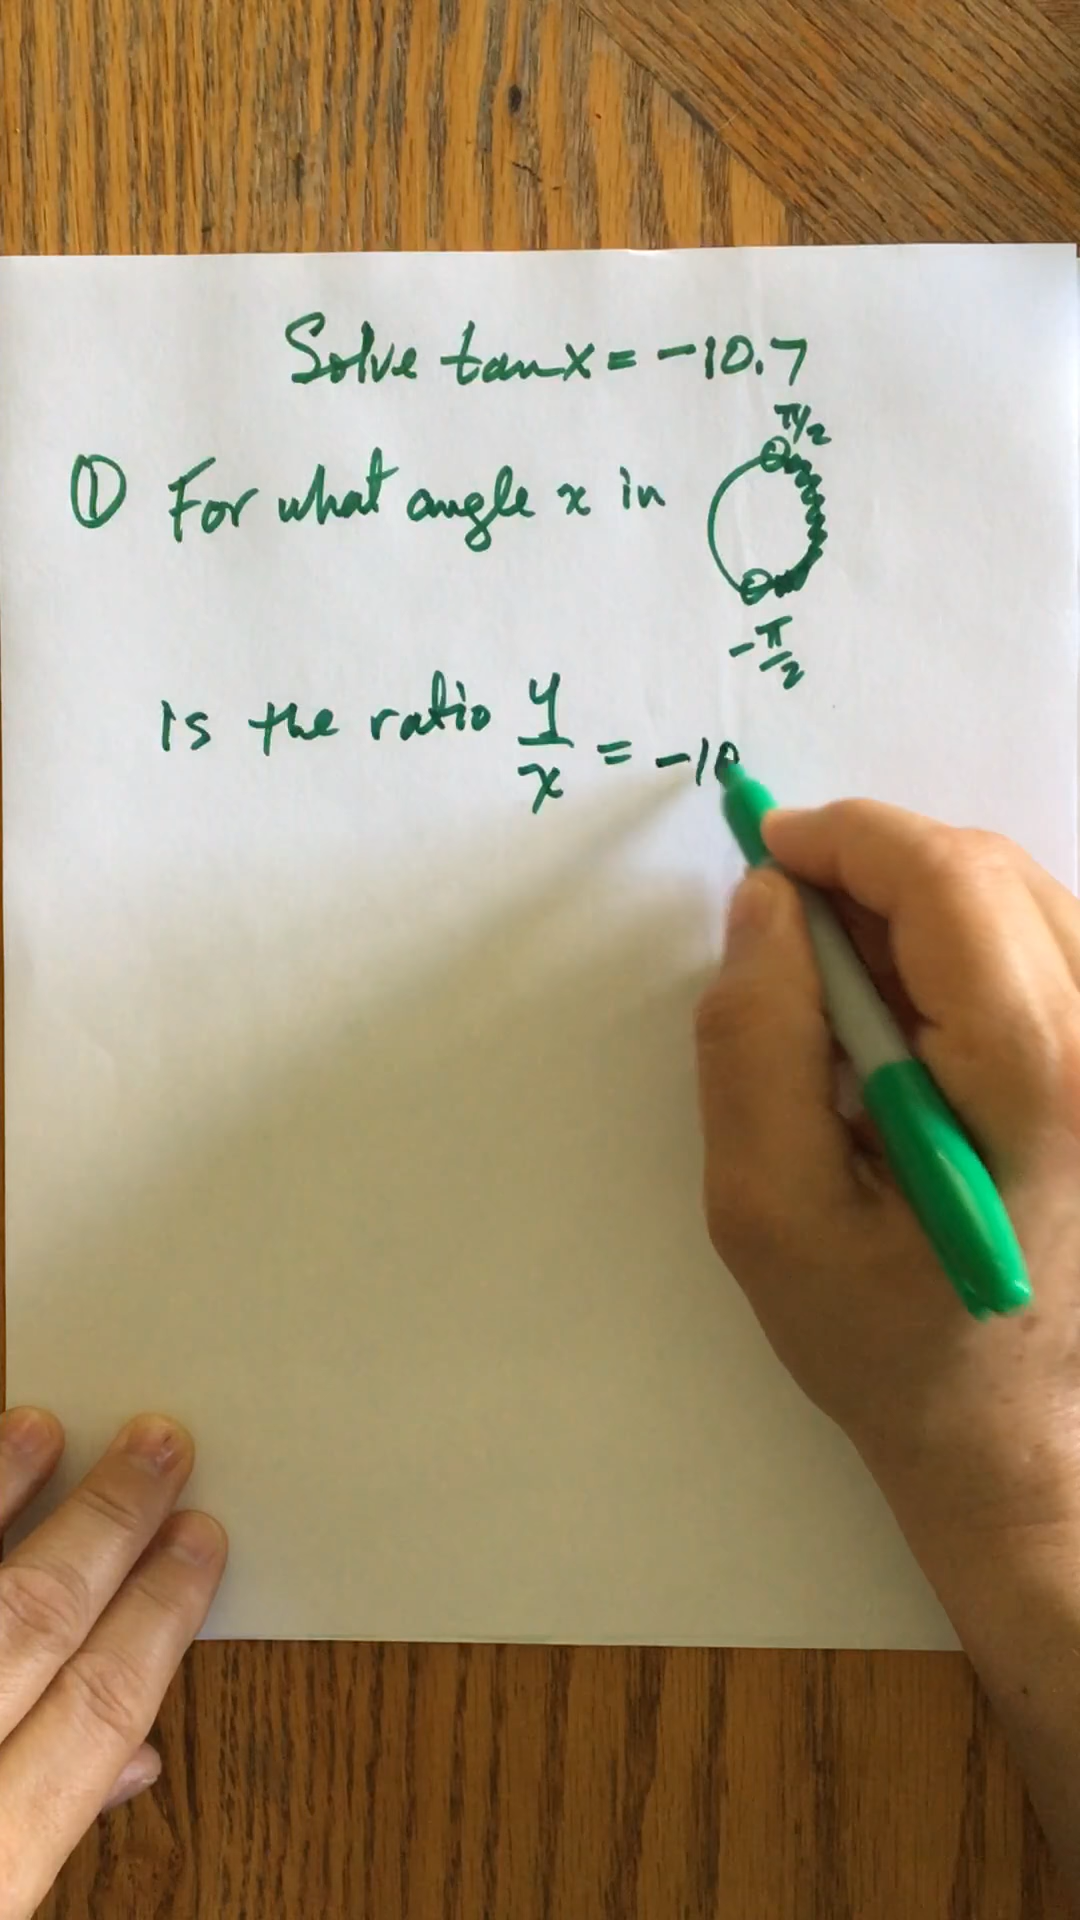 Solve tan x = -10.7
① For what angle x in
π/2
-π/2
is the ratio y/x = -10